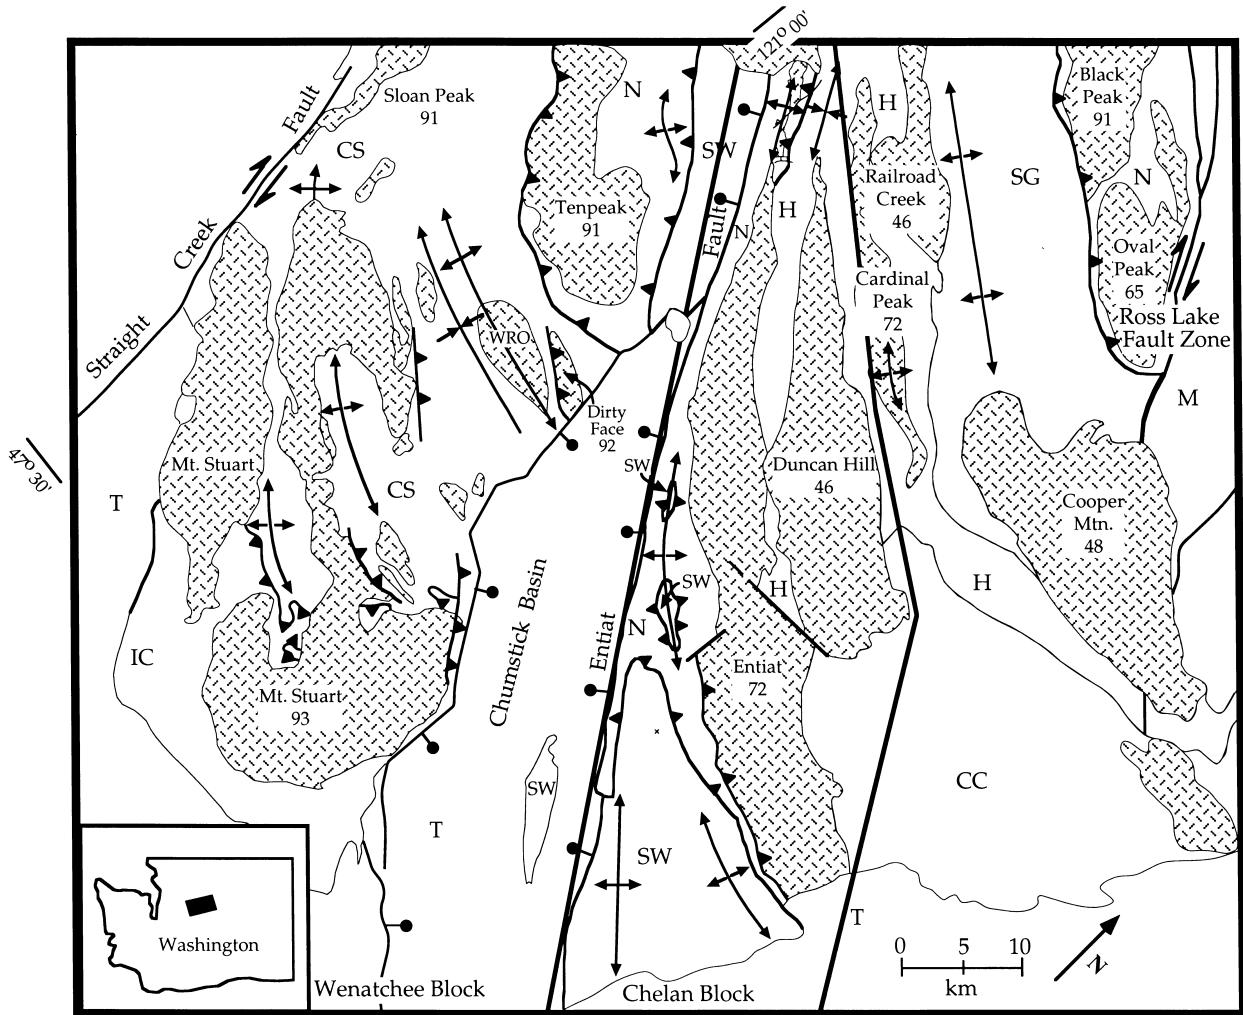 121° 00'
47° 30'
Straight
Creek
Fault
Sloan Peak
91
CS
N
Tenpeak
91
SW
Fault
N
H
H
Railroad
Creek
46
SG
Black
Peak
91
N
Oval
Peak
65
Ross Lake
Fault Zone
M
Cardinal
Peak
72
WRO
Dirty
Face
92
SW
Duncan Hill
46
Mt. Stuart
CS
T
Cooper
Mtn.
48
H
H
SW
N
IC
Mt. Stuart
93
Chumstick Basin
Entiat
Entiat
72
CC
SW
T
SW
T
Washington
Wenatchee Block
Chelan Block
0 5 10
km
N